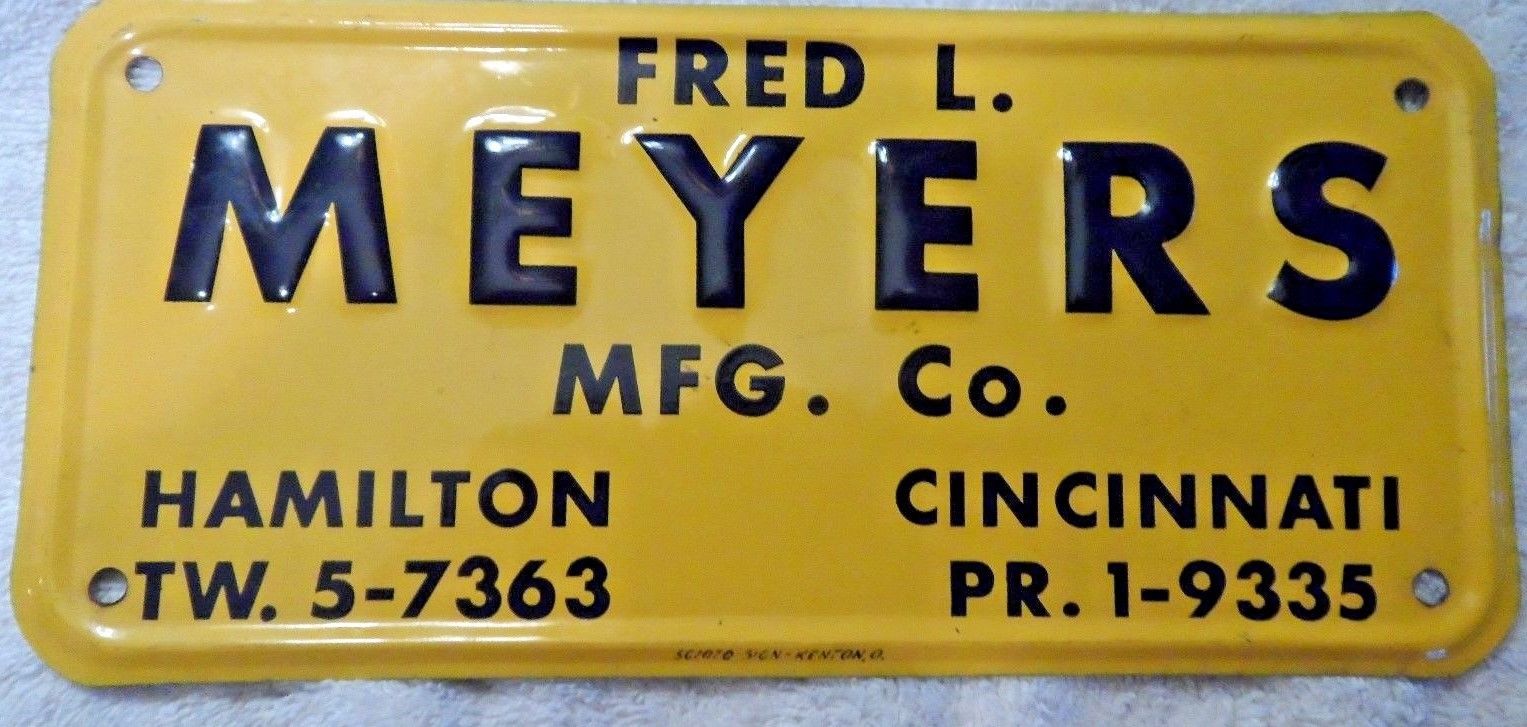 FRED L.
MEYERS
MFG. Co.
HAMILTON CINCINNATI
TW. 5-7363 PR. 1-9335
SCIOTO SIGN-KENTON, O.